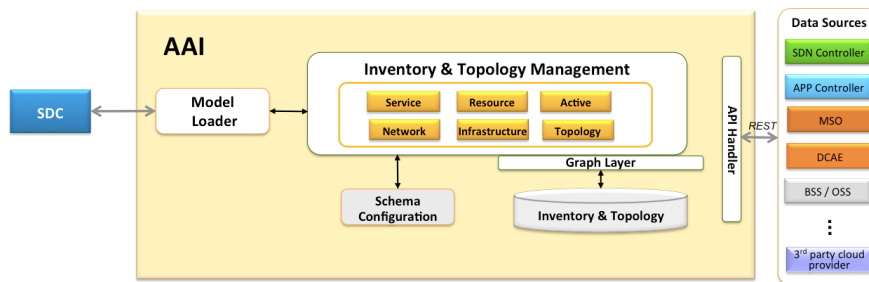 AAI
SDC
Model
Loader
Inventory & Topology Management
Service
Resource
Active
Network
Infrastructure
Topology
Graph Layer
Schema
Configuration
Inventory & Topology
API Handler
REST
Data Sources
SDN Controller
APP Controller
MSO
DCAE
BSS / OSS
⋮
3rd party cloud
provider